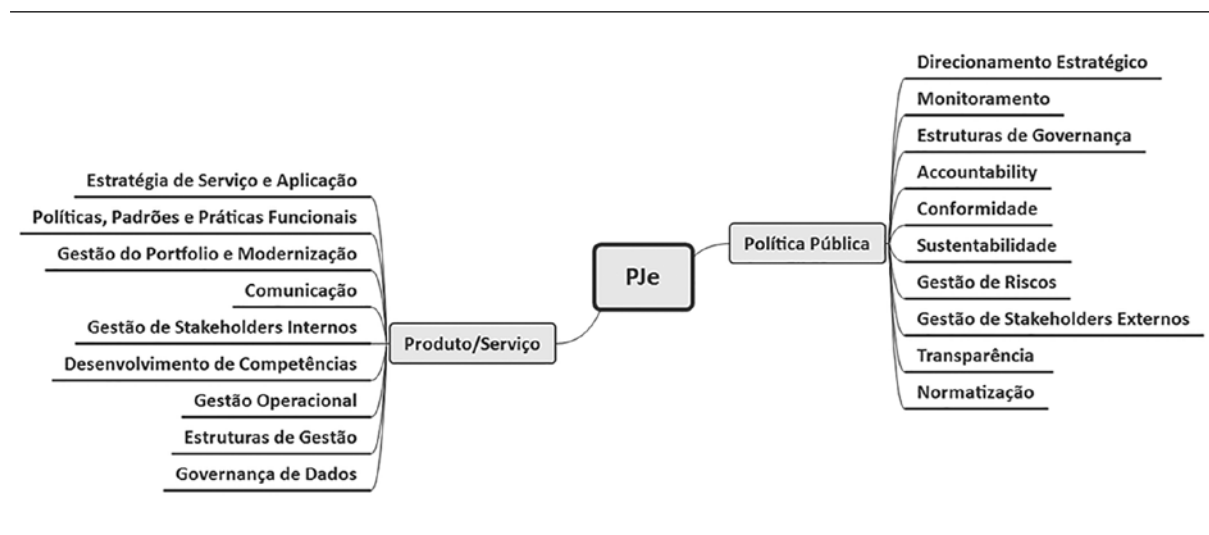 Estratégia de Serviço e Aplicação
Políticas, Padrões e Práticas Funcionais
Gestão do Portfolio e Modernização
Comunicação
Gestão de Stakeholders Internos
Desenvolvimento de Competências
Gestão Operacional
Estruturas de Gestão
Governança de Dados
Produto/Serviço
PJe
Política Pública
Direcionamento Estratégico
Monitoramento
Estruturas de Governança
Accountability
Conformidade
Sustentabilidade
Gestão de Riscos
Gestão de Stakeholders Externos
Transparência
Normatização